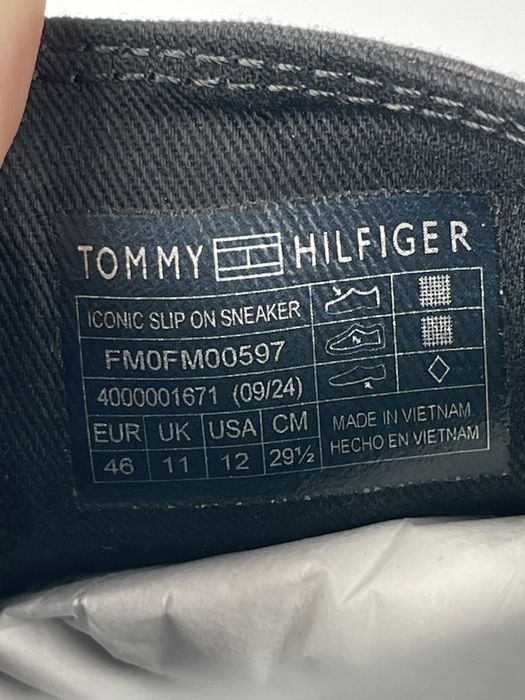 TOMMY HILFIGER
ICONIC SLIP ON SNEAKER
FM0FM00597
4000001671 (09/24)
EUR UK USA CM
46 11 12 29½
MADE IN VIETNAM
HECHO EN VIETNAM